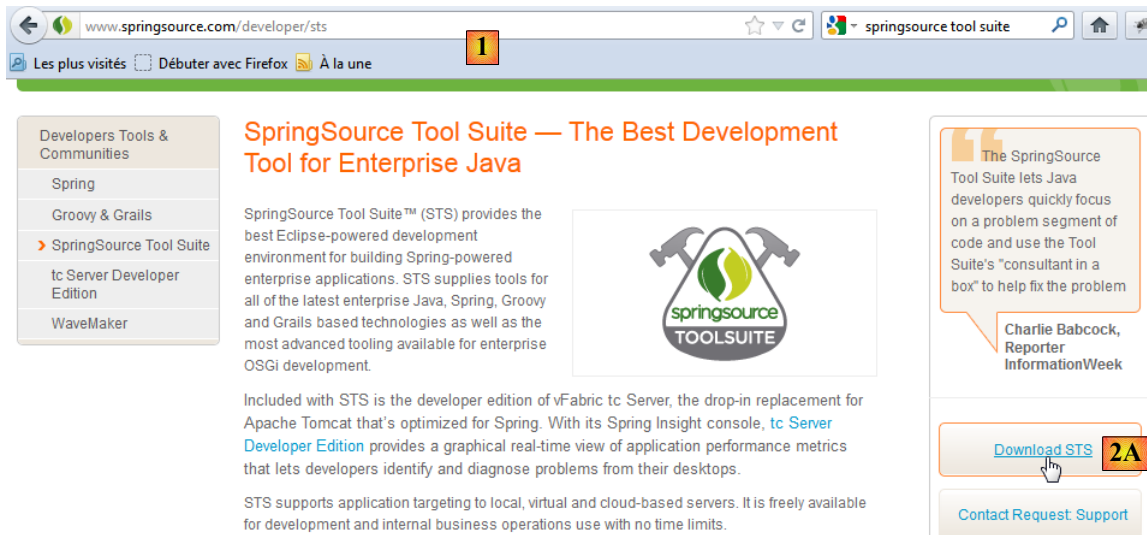 www.springsource.com/developer/sts
springsource tool suite
1
Les plus visités Débuter avec Firefox À la une
Developers Tools &
Communities
Spring
Groovy & Grails
SpringSource Tool Suite
tc Server Developer
Edition
WaveMaker
SpringSource Tool Suite — The Best Development
Tool for Enterprise Java
SpringSource Tool Suite™ (STS) provides the
best Eclipse-powered development
environment for building Spring-powered
enterprise applications. STS supplies tools for
all of the latest enterprise Java, Spring, Groovy
and Grails based technologies as well as the
most advanced tooling available for enterprise
OSGi development.
springsource
TOOLSUITE
Included with STS is the developer edition of vFabric tc Server, the drop-in replacement for
Apache Tomcat that's optimized for Spring. With its Spring Insight console, tc Server
Developer Edition provides a graphical real-time view of application performance metrics
that lets developers identify and diagnose problems from their desktops.
STS supports application targeting to local, virtual and cloud-based servers. It is freely available
for development and internal business operations use with no time limits.
The SpringSource
Tool Suite lets Java
developers quickly focus
on a problem segment of
code and use the Tool
Suite's "consultant in a
box" to help fix the problem
Charlie Babcock,
Reporter
InformationWeek
Download STS
2A
Contact Request: Support